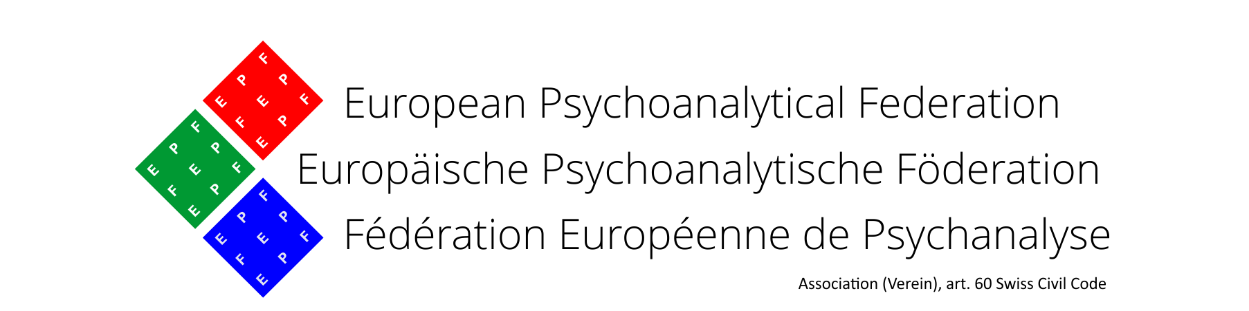 E P F
F E P
E P F
E P F
F E P
E P F
E P F
F E P
E P F
European Psychoanalytical Federation
Europäische Psychoanalytische Föderation
Fédération Européenne de Psychanalyse
Association (Verein), art. 60 Swiss Civil Code